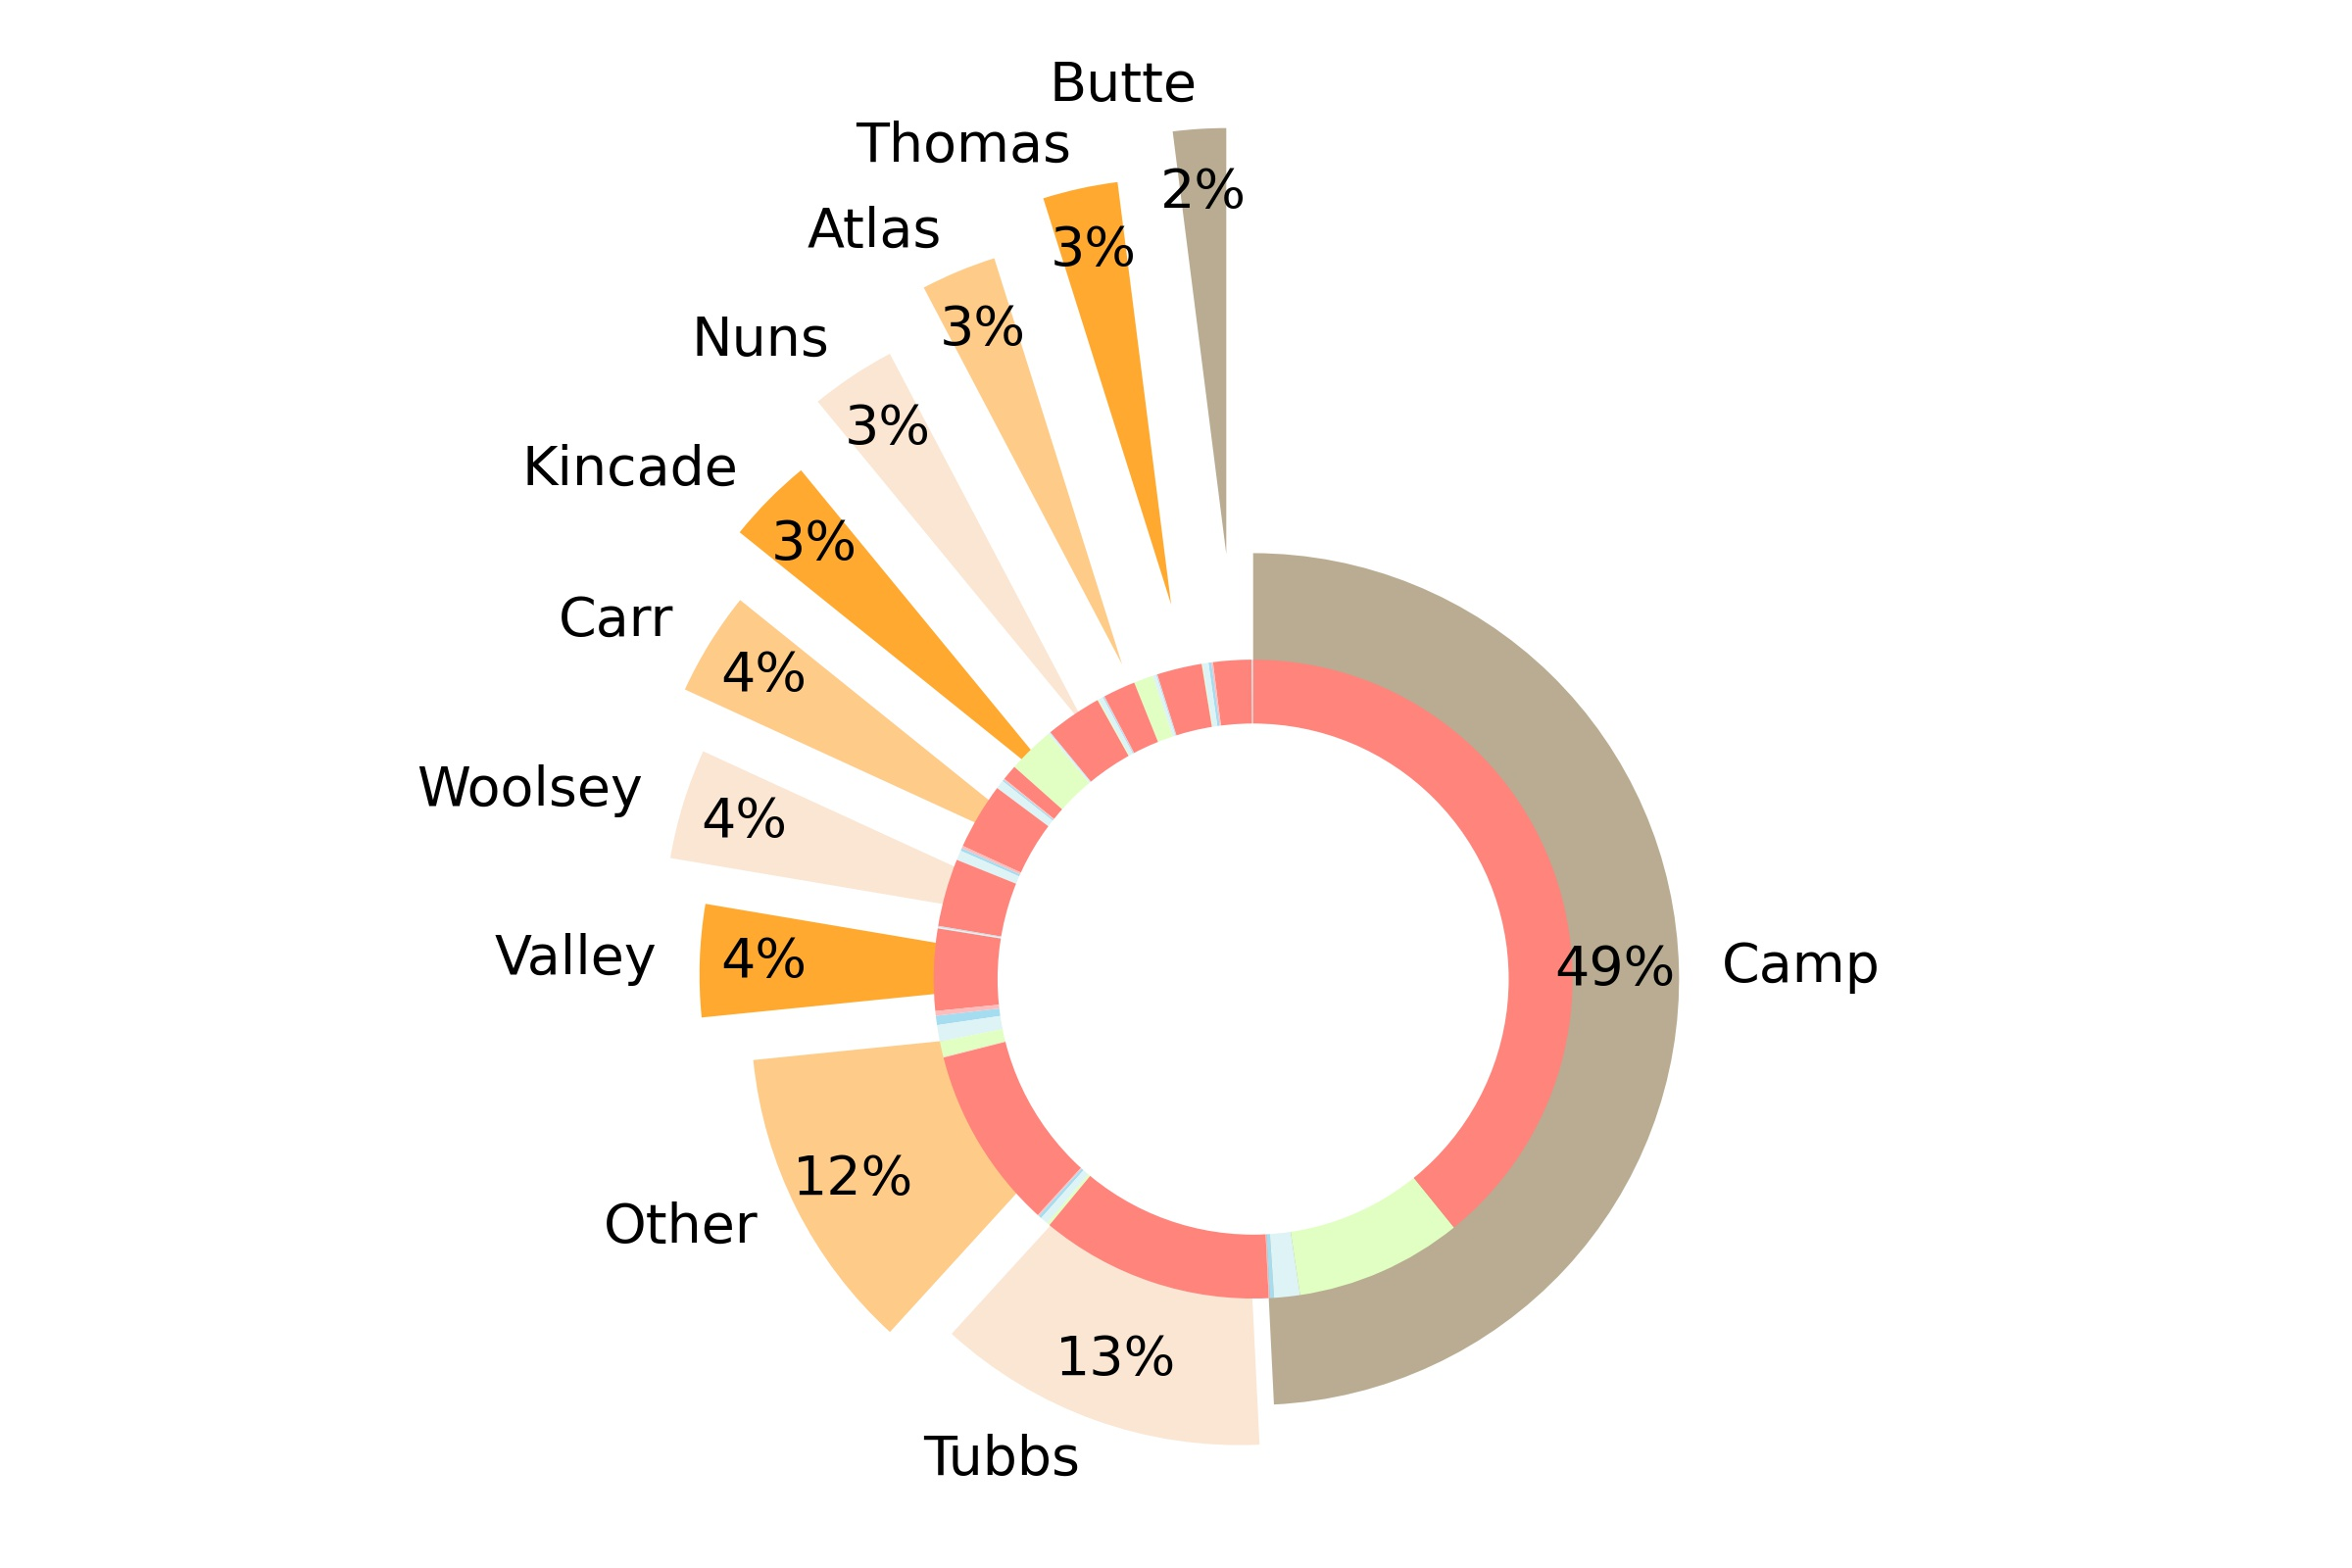 Butte
2%
Thomas
3%
Atlas
3%
Nuns
3%
Kincade
3%
Carr
4%
Woolsey
4%
Valley
4%
49%
Camp
12%
Other
13%
Tubbs